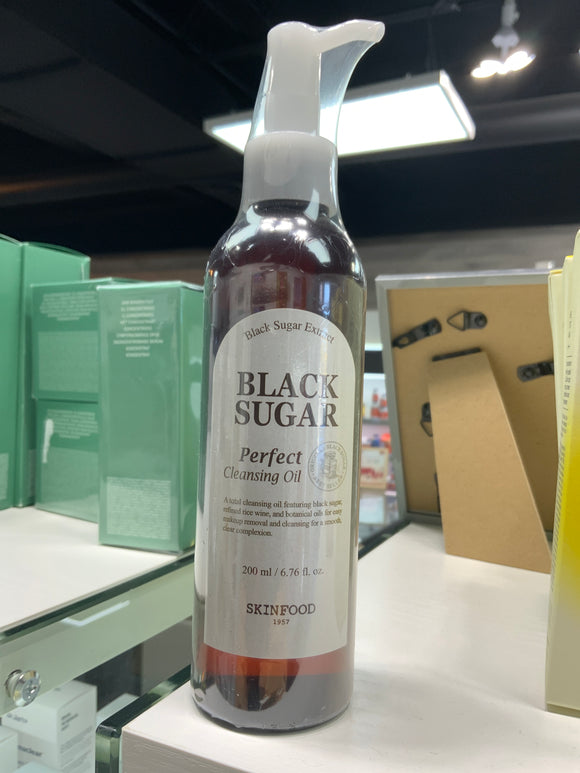 Black Sugar Extract
BLACK
SUGAR
Perfect
Cleansing Oil
A total cleansing oil featuring black sugar,
refined rice wine, and botanical oils for easy
makeup removal and cleansing for a smooth,
clear complexion.
200 ml / 6.76 fl. oz.
SKINFOOD
1957